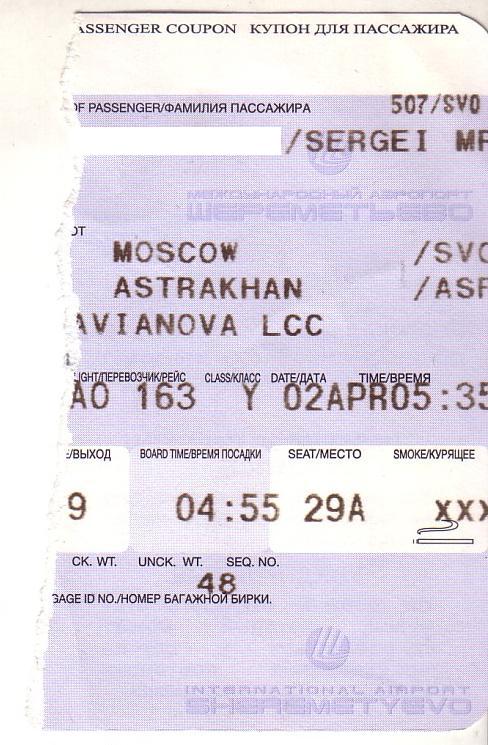 ASSENGER COUPON КУПОН ДЛЯ ПАССАЖИРА
OF PASSENGER/ФАМИЛИЯ ПАССАЖИРА 507/SVO
/SERGEI MR
МЕЖДУНАРОДНЫЙ АЭРОПОРТ
ШЕРЕМЕТЬЕВО
ОТ
MOSCOW /SVO
ASTRAKHAN /ASF
AVIANOVA LCC
LIGHT/ПЕРЕВОЗЧИК/РЕЙС CLASS/КЛАСС DATE/ДАТА TIME/ВРЕМЯ
AO 163 Y 02APR05:35
E/ВЫХОД BOARD TIME/ВРЕМЯ ПОСАДКИ SEAT/МЕСТО SMOKE/КУРЯЩЕЕ
9 04:55 29A XXX
CK. WT. UNCK. WT. SEQ. NO.
48
GAGE ID NO./НОМЕР БАГАЖНОЙ БИРКИ.
INTERNATIONAL AIRPORT
SHEREMETYEVO